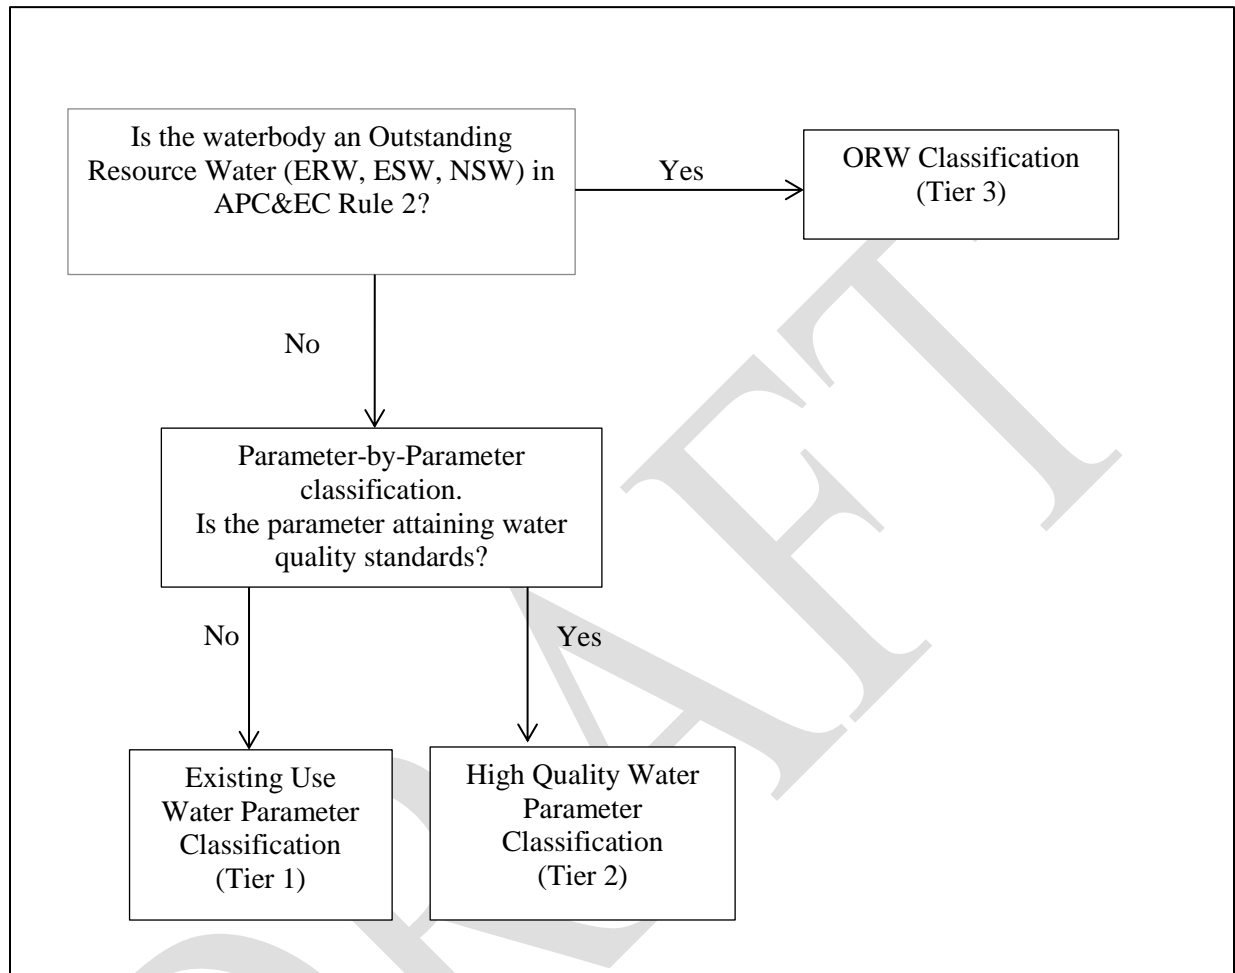 Is the waterbody an Outstanding
Resource Water (ERW, ESW, NSW) in
APC&EC Rule 2?
Yes
ORW Classification
(Tier 3)
No
Parameter-by-Parameter
classification.
Is the parameter attaining water
quality standards?
No
Yes
Existing Use
Water Parameter
Classification
(Tier 1)
High Quality Water
Parameter
Classification
(Tier 2)
DRAFT